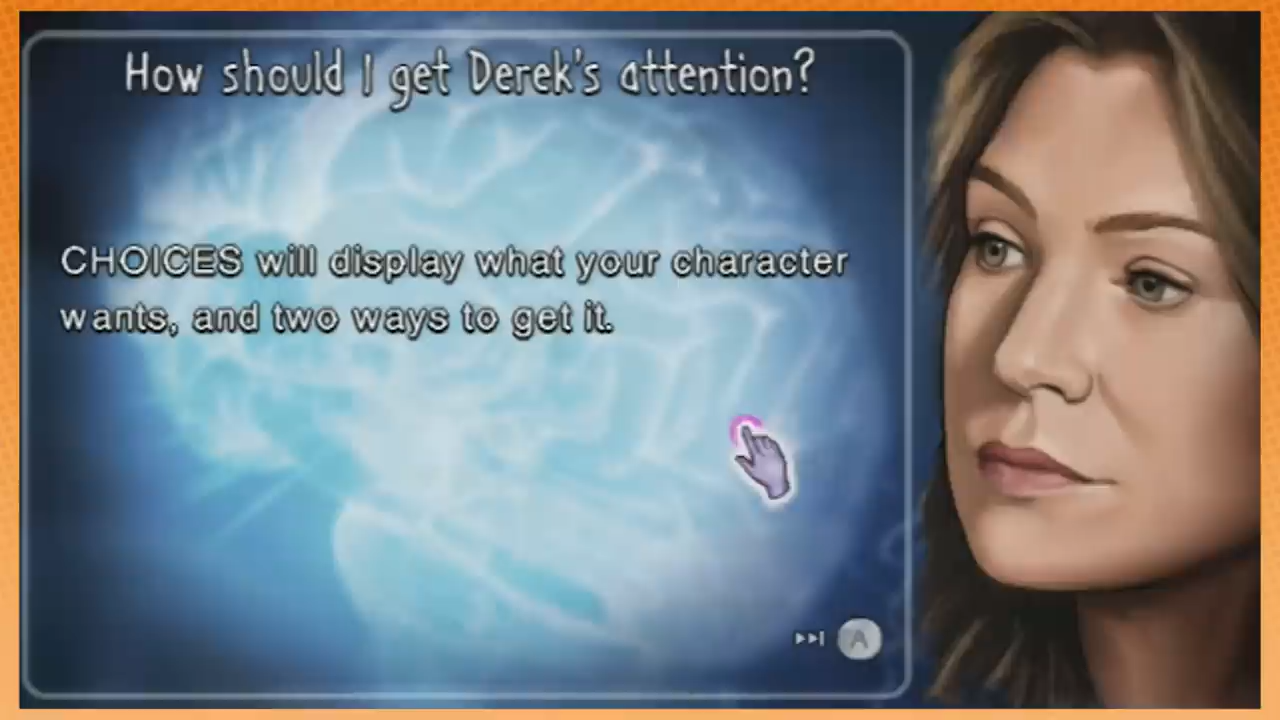 How should I get Derek's attention?
CHOICES will display what your character
wants, and two ways to get it.
A